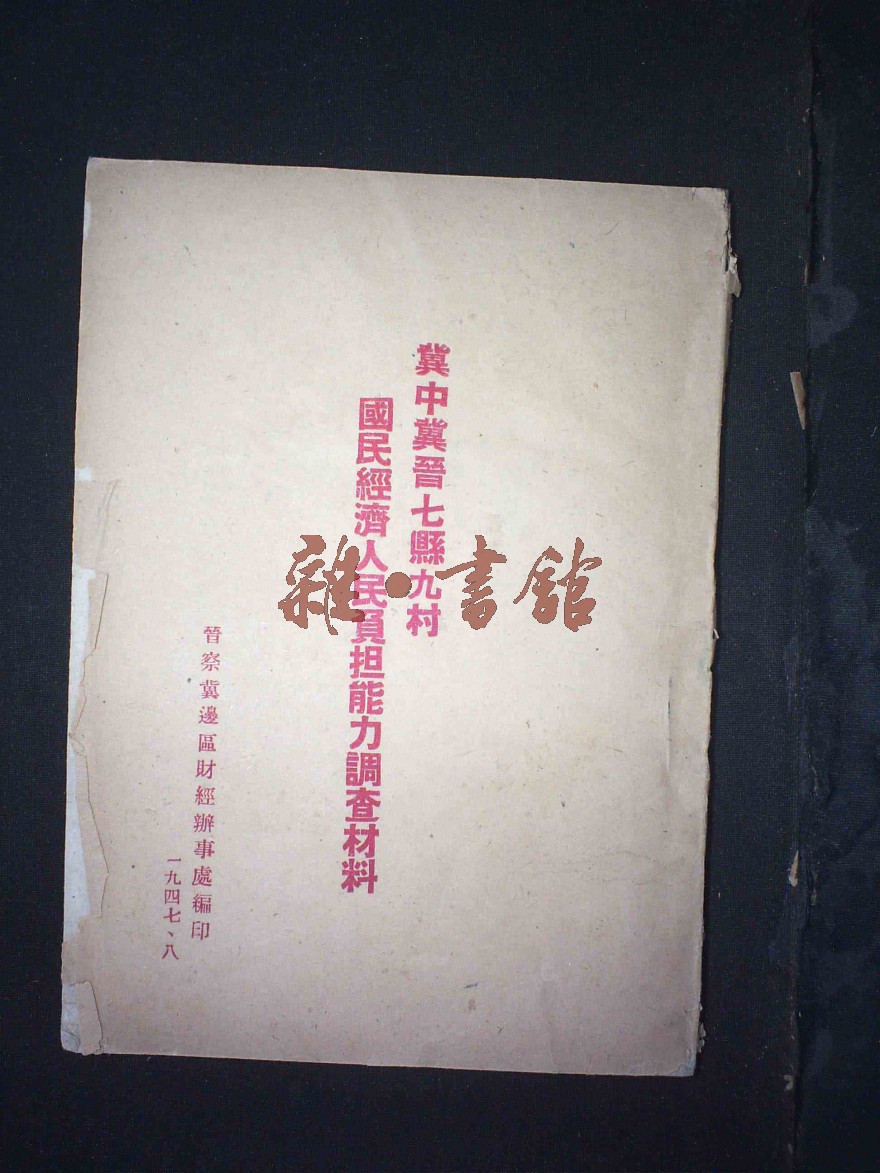 冀中冀晉七縣九村
國民經濟人民負担能力調查材料
晉察冀邊區財經辦事處編印
一九四七、八
雜·書館